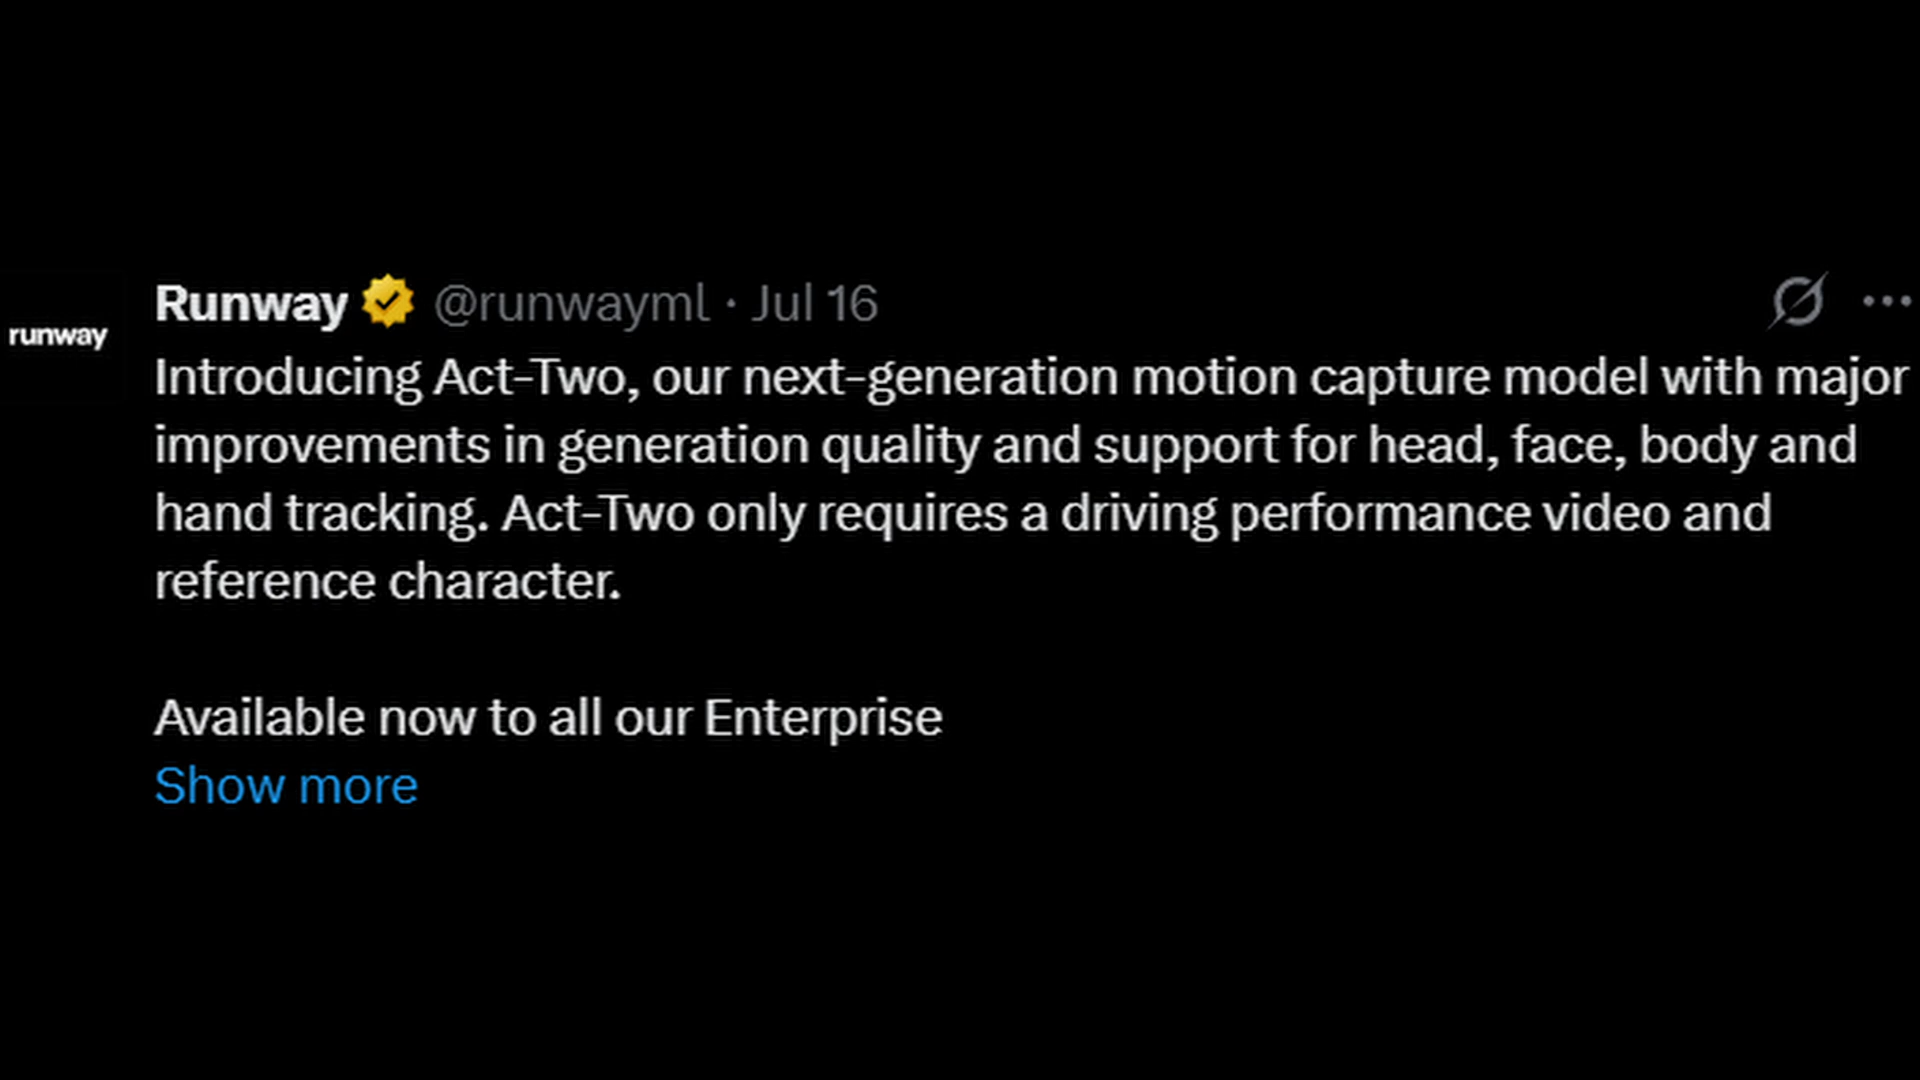 runway
Runway @runwayml · Jul 16
Introducing Act-Two, our next-generation motion capture model with major
improvements in generation quality and support for head, face, body and
hand tracking. Act-Two only requires a driving performance video and
reference character.
Available now to all our Enterprise
Show more